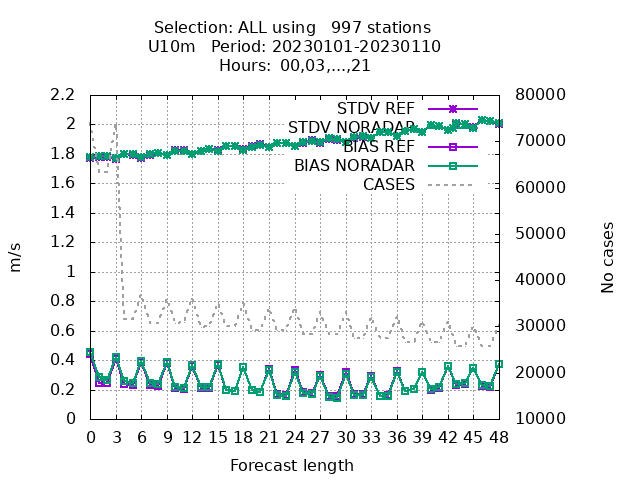 Selection: ALL using 997 stations
U10m Period: 20230101-20230110
Hours: 00,03,...,21
2.2
2
1.8
1.6
1.4
1.2
1
0.8
0.6
0.4
0.2
0
80000
70000
60000
50000
40000
30000
20000
10000
STDV REF
STDV NORADAR
BIAS REF
BIAS NORADAR
CASES
m/s
No cases
0 3 6 9 12 15 18 21 24 27 30 33 36 39 42 45 48
Forecast length